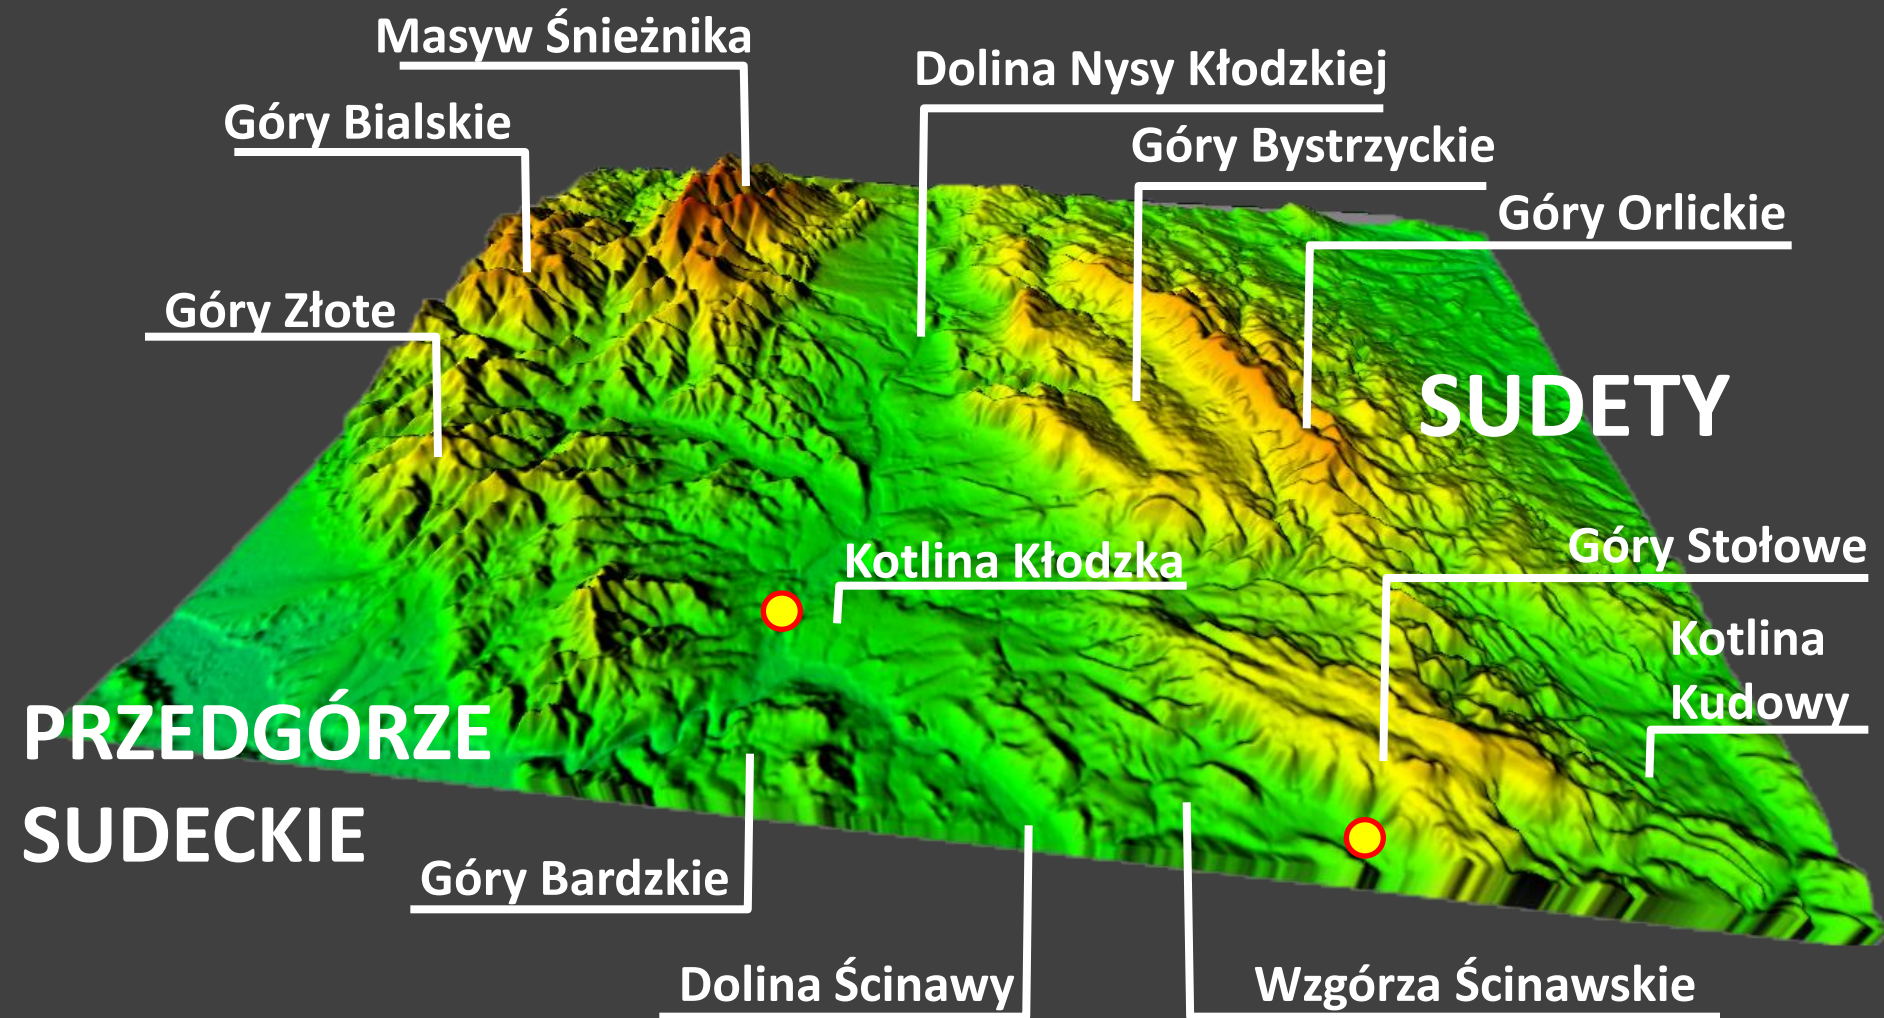 Masyw Śnieżnika
Dolina Nysy Kłodzkiej
Góry Bialskie
Góry Bystrzyckie
Góry Orlickie
Góry Złote
SUDETY
Góry Stołowe
Kotlina Kłodzka
Kotlina
Kudowy
PRZEDGÓRZE
SUDECKIE
Góry Bardzkie
Dolina Ścinawy
Wzgórza Ścinawskie